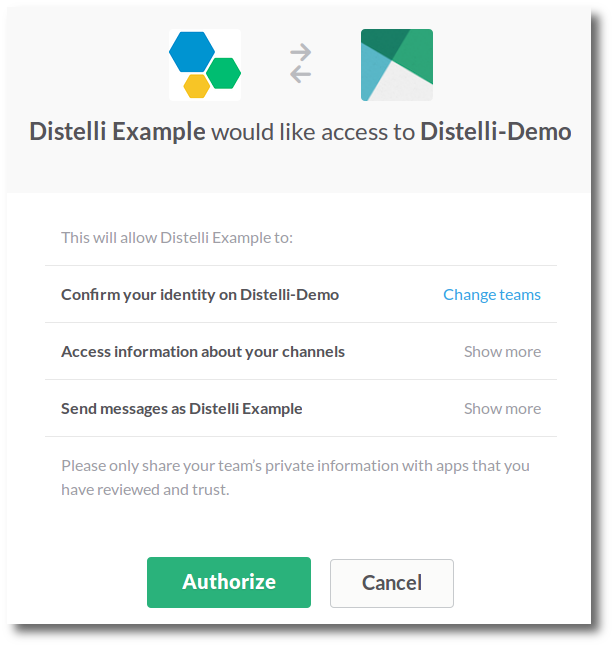 Distelli Example would like access to Distelli-Demo
This will allow Distelli Example to:
Confirm your identity on Distelli-Demo Change teams
Access information about your channels Show more
Send messages as Distelli Example Show more
Please only share your team's private information with apps that you
have reviewed and trust.
Authorize Cancel